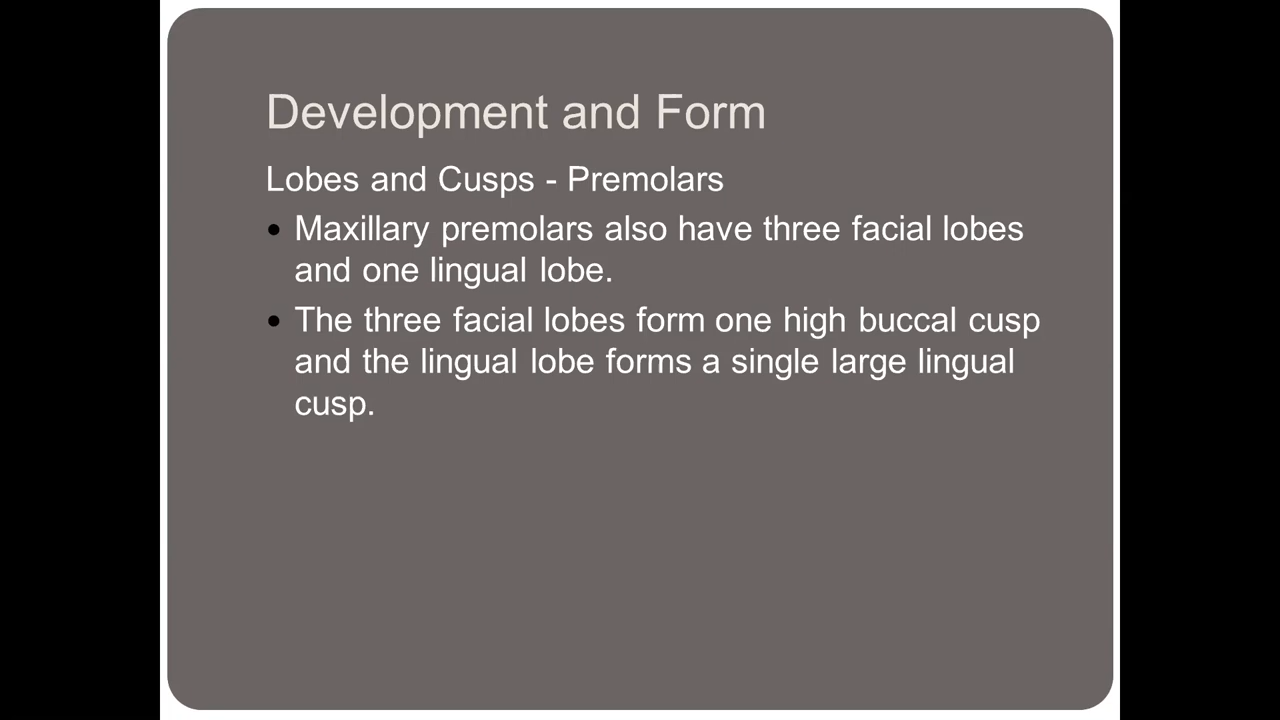 Development and Form
Lobes and Cusps - Premolars
• Maxillary premolars also have three facial lobes
and one lingual lobe.
• The three facial lobes form one high buccal cusp
and the lingual lobe forms a single large lingual
cusp.